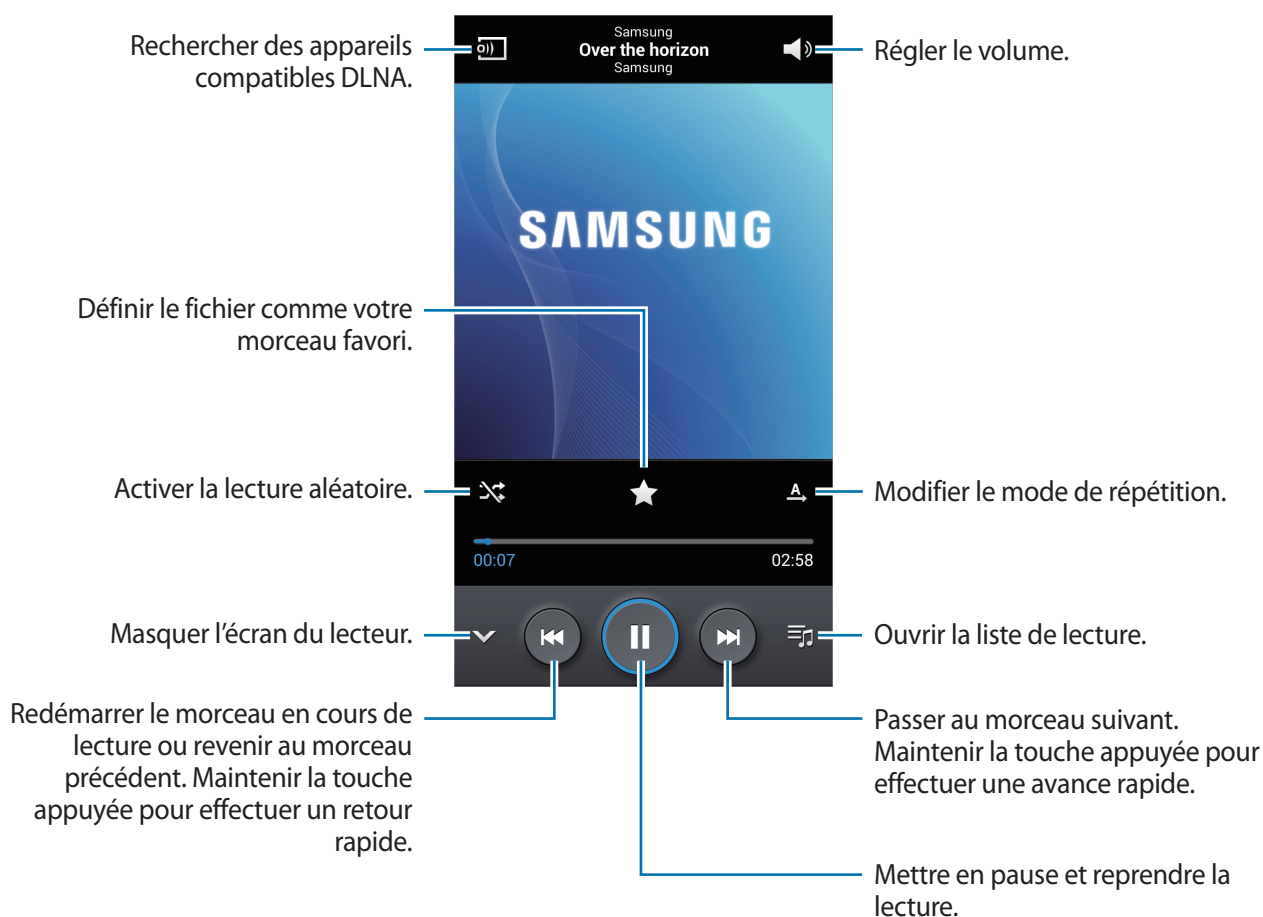 Rechercher des appareils
compatibles DLNA.
Samsung
Over the horizon
Samsung
Régler le volume.
SAMSUNG
Définir le fichier comme votre
morceau favori.
Activer la lecture aléatoire.
A
Modifier le mode de répétition.
00:07
02:58
Masquer l'écran du lecteur.
Ouvrir la liste de lecture.
Redémarrer le morceau en cours de
lecture ou revenir au morceau
précédent. Maintenir la touche
appuyée pour effectuer un retour
rapide.
Passer au morceau suivant.
Maintenir la touche appuyée pour
effectuer une avance rapide.
Mettre en pause et reprendre la
lecture.